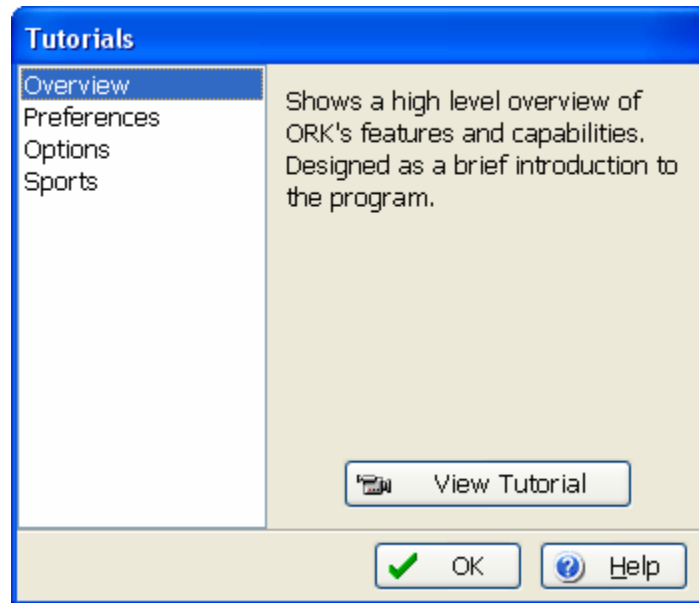 Tutorials
Overview
Preferences
Options
Sports
Shows a high level overview of
ORK's features and capabilities.
Designed as a brief introduction to
the program.
View Tutorial
OK
Help